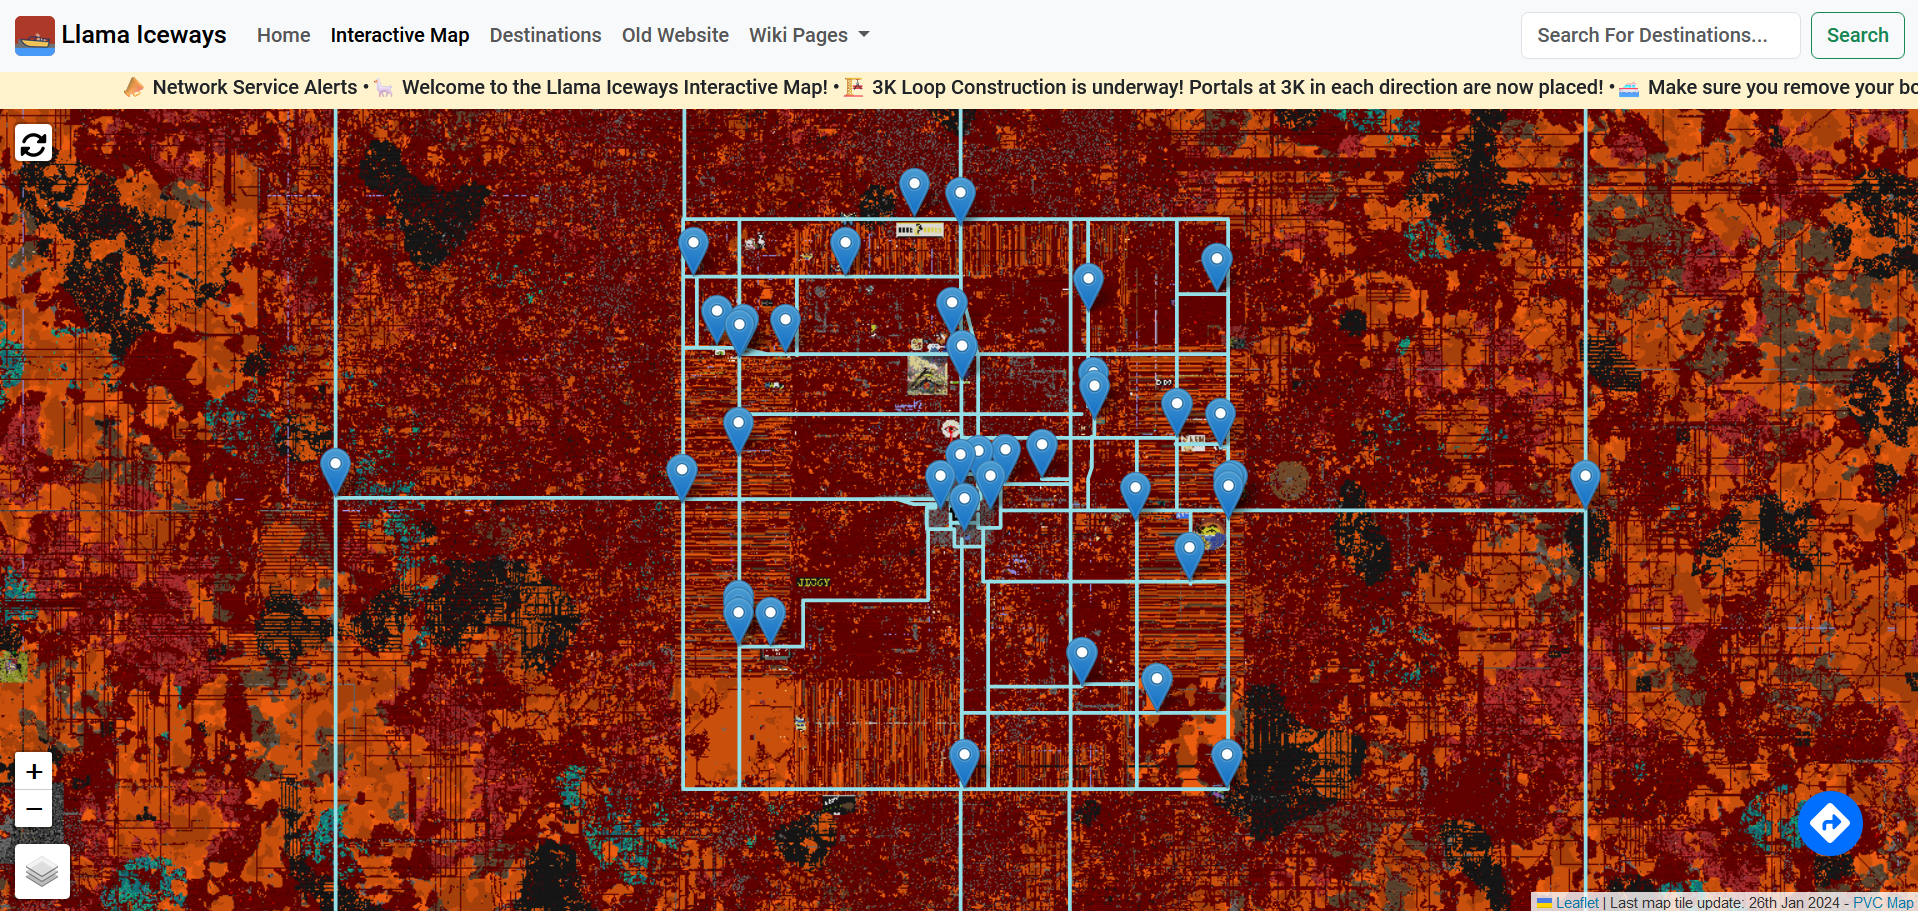 Llama Iceways Home Interactive Map Destinations Old Website Wiki Pages Search For Destinations... Search
Network Service Alerts • Welcome to the Llama Iceways Interactive Map! • 3K Loop Construction is underway! Portals at 3K in each direction are now placed! • Make sure you remove your bo
JIDGY
+
−
Leaflet | Last map tile update: 26th Jan 2024 - PVC Map